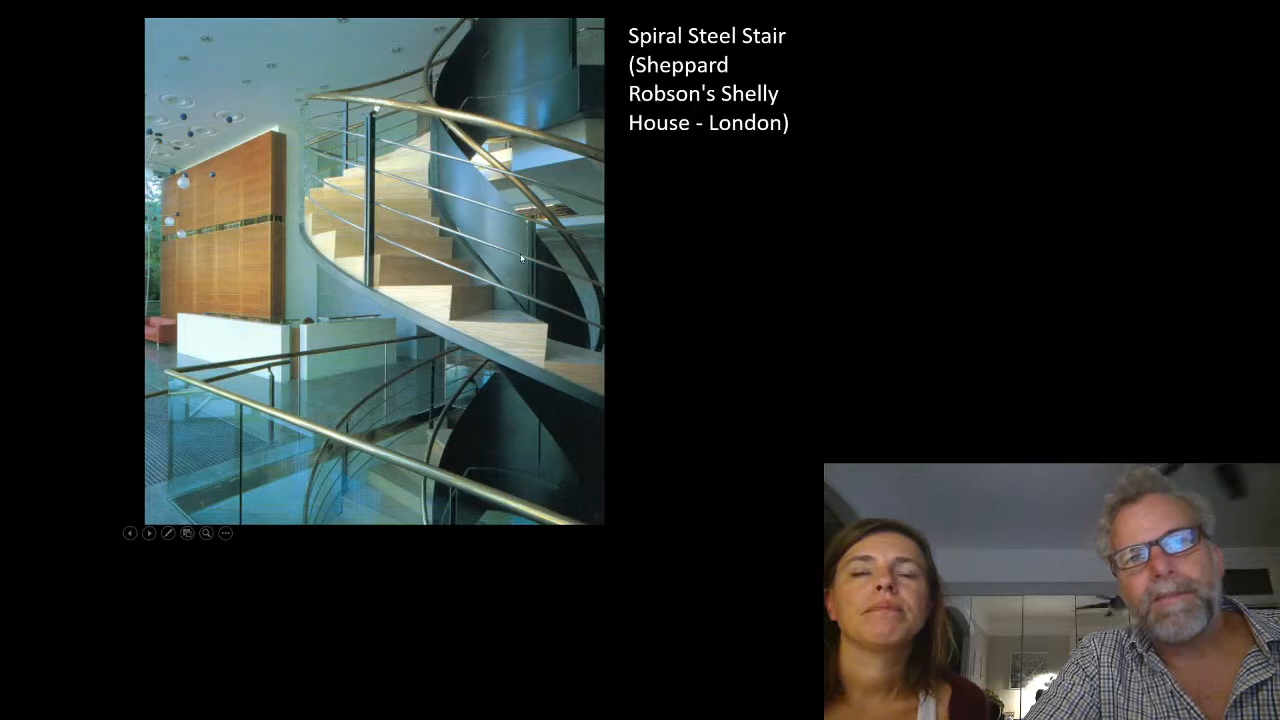 Spiral Steel Stair
(Sheppard
Robson's Shelly
House - London)